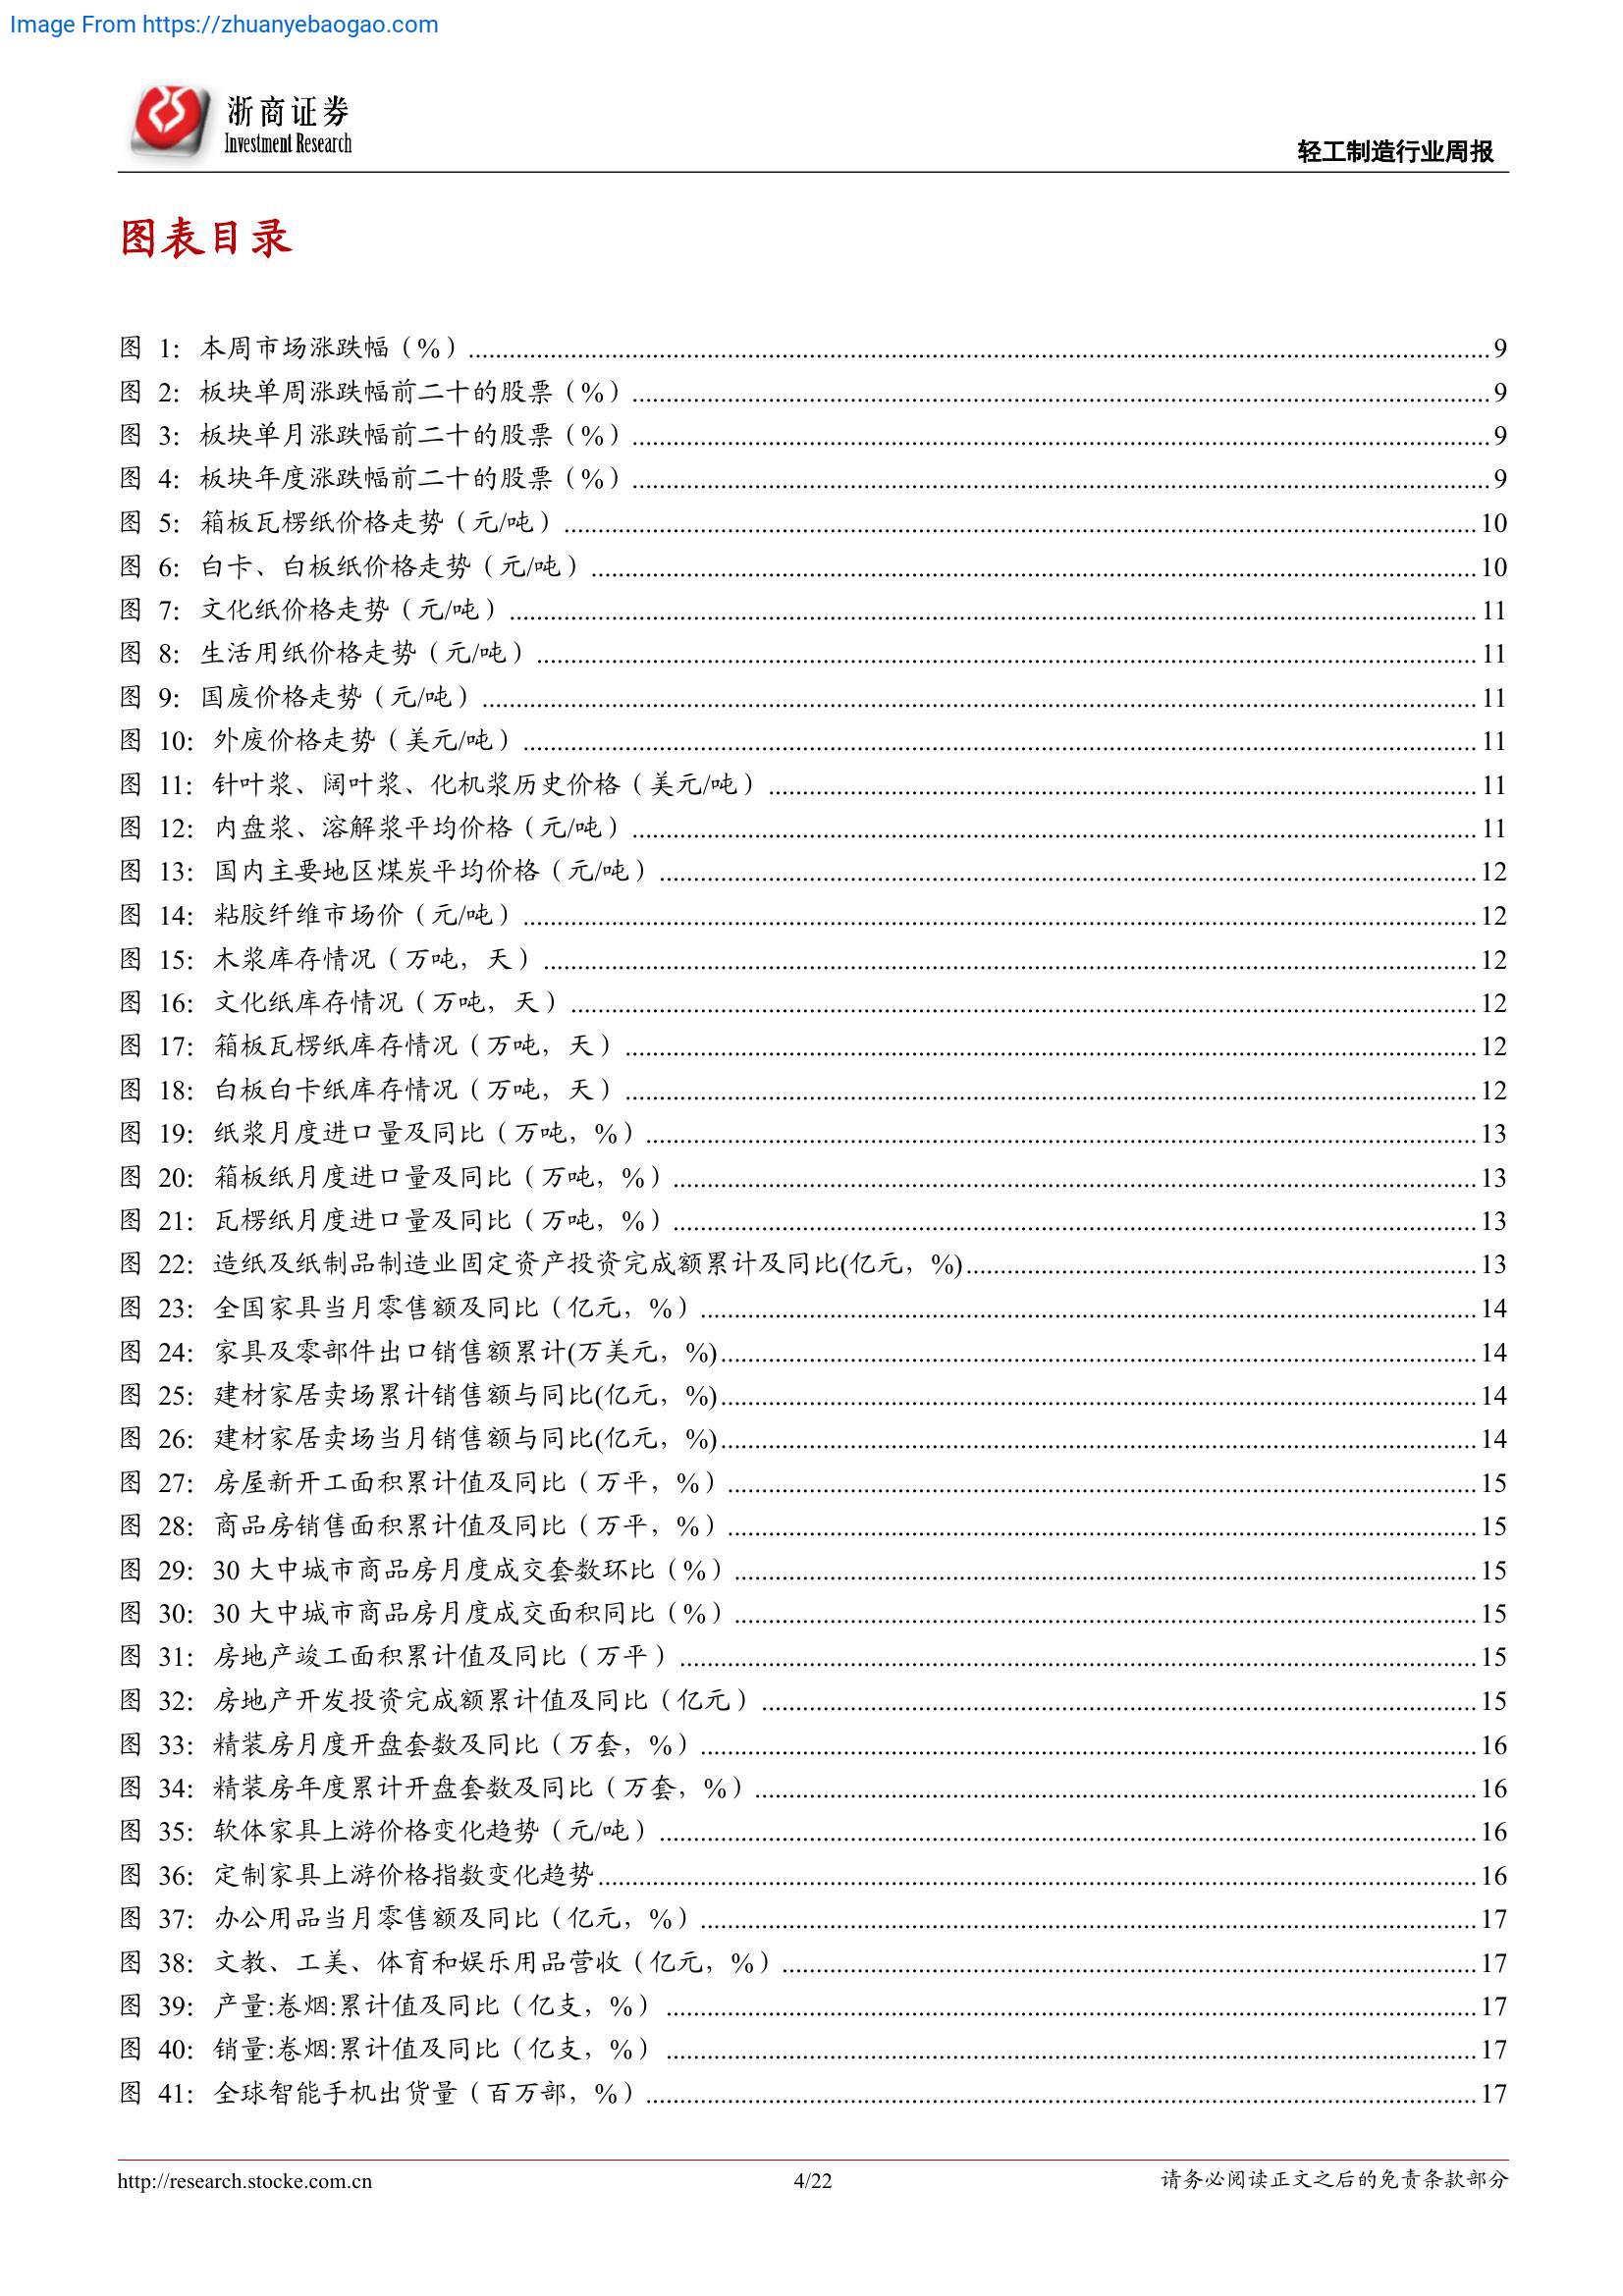 Image From https://zhuanyebaogao.com
浙商证券
Investment Research
轻工制造行业周报
图表目录
图 1：本周市场涨跌幅（%）9
图 2：板块单周涨跌幅前二十的股票（%）9
图 3：板块单月涨跌幅前二十的股票（%）9
图 4：板块年度涨跌幅前二十的股票（%）9
图 5：箱板瓦楞纸价格走势（元/吨）10
图 6：白卡、白板纸价格走势（元/吨）10
图 7：文化纸价格走势（元/吨）11
图 8：生活用纸价格走势（元/吨）11
图 9：国废价格走势（元/吨）11
图 10：外废价格走势（美元/吨）11
图 11：针叶浆、阔叶浆、化机浆历史价格（美元/吨）11
图 12：内盘浆、溶解浆平均价格（元/吨）11
图 13：国内主要地区煤炭平均价格（元/吨）12
图 14：粘胶纤维市场价（元/吨）12
图 15：木浆库存情况（万吨，天）12
图 16：文化纸库存情况（万吨，天）12
图 17：箱板瓦楞纸库存情况（万吨，天）12
图 18：白板白卡纸库存情况（万吨，天）12
图 19：纸浆月度进口量及同比（万吨，%）13
图 20：箱板纸月度进口量及同比（万吨，%）13
图 21：瓦楞纸月度进口量及同比（万吨，%）13
图 22：造纸及纸制品制造业固定资产投资完成额累计及同比(亿元，%)13
图 23：全国家具当月零售额及同比（亿元，%）14
图 24：家具及零部件出口销售额累计(万美元，%)14
图 25：建材家居卖场累计销售额与同比(亿元，%)14
图 26：建材家居卖场当月销售额与同比(亿元，%)14
图 27：房屋新开工面积累计值及同比（万平，%）15
图 28：商品房销售面积累计值及同比（万平，%）15
图 29：30 大中城市商品房月度成交套数环比（%）15
图 30：30 大中城市商品房月度成交面积同比（%）15
图 31：房地产竣工面积累计值及同比（万平）15
图 32：房地产开发投资完成额累计值及同比（亿元）15
图 33：精装房月度开盘套数及同比（万套，%）16
图 34：精装房年度累计开盘套数及同比（万套，%）16
图 35：软体家具上游价格变化趋势（元/吨）16
图 36：定制家具上游价格指数变化趋势16
图 37：办公用品当月零售额及同比（亿元，%）17
图 38：文教、工美、体育和娱乐用品营收（亿元，%）17
图 39：产量:卷烟:累计值及同比（亿支，%）17
图 40：销量:卷烟:累计值及同比（亿支，%）17
图 41：全球智能手机出货量（百万部，%）17
http://research.stocke.com.cn
4/22
请务必阅读正文之后的免责条款部分